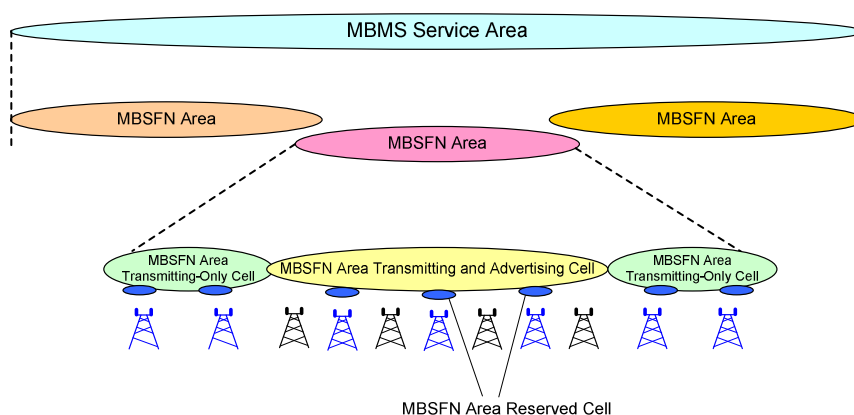 MBMS Service Area
MBSFN Area
MBSFN Area
MBSFN Area
MBSFN Area
Transmitting-Only Cell
MBSFN Area Transmitting and Advertising Cell
MBSFN Area
Transmitting-Only Cell
MBSFN Area Reserved Cell